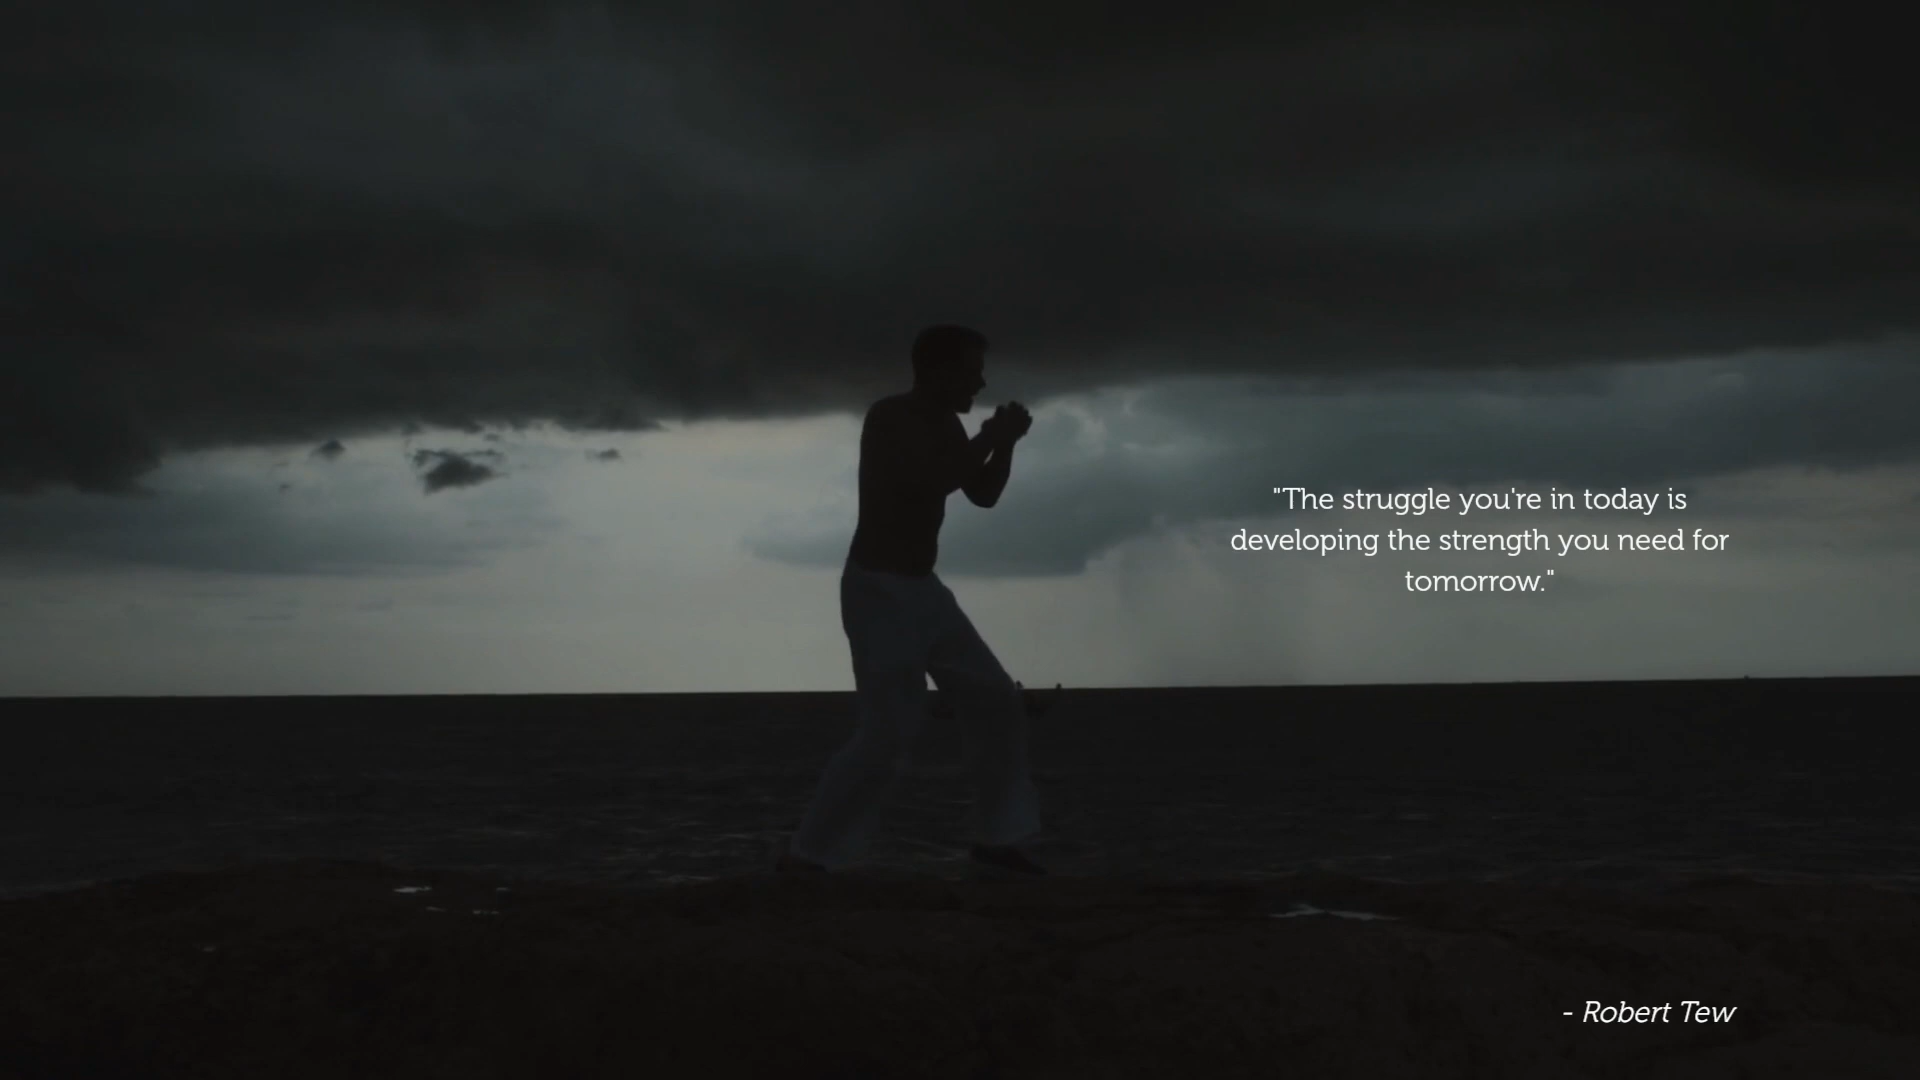 "The struggle you're in today is
developing the strength you need for
tomorrow."
- Robert Tew